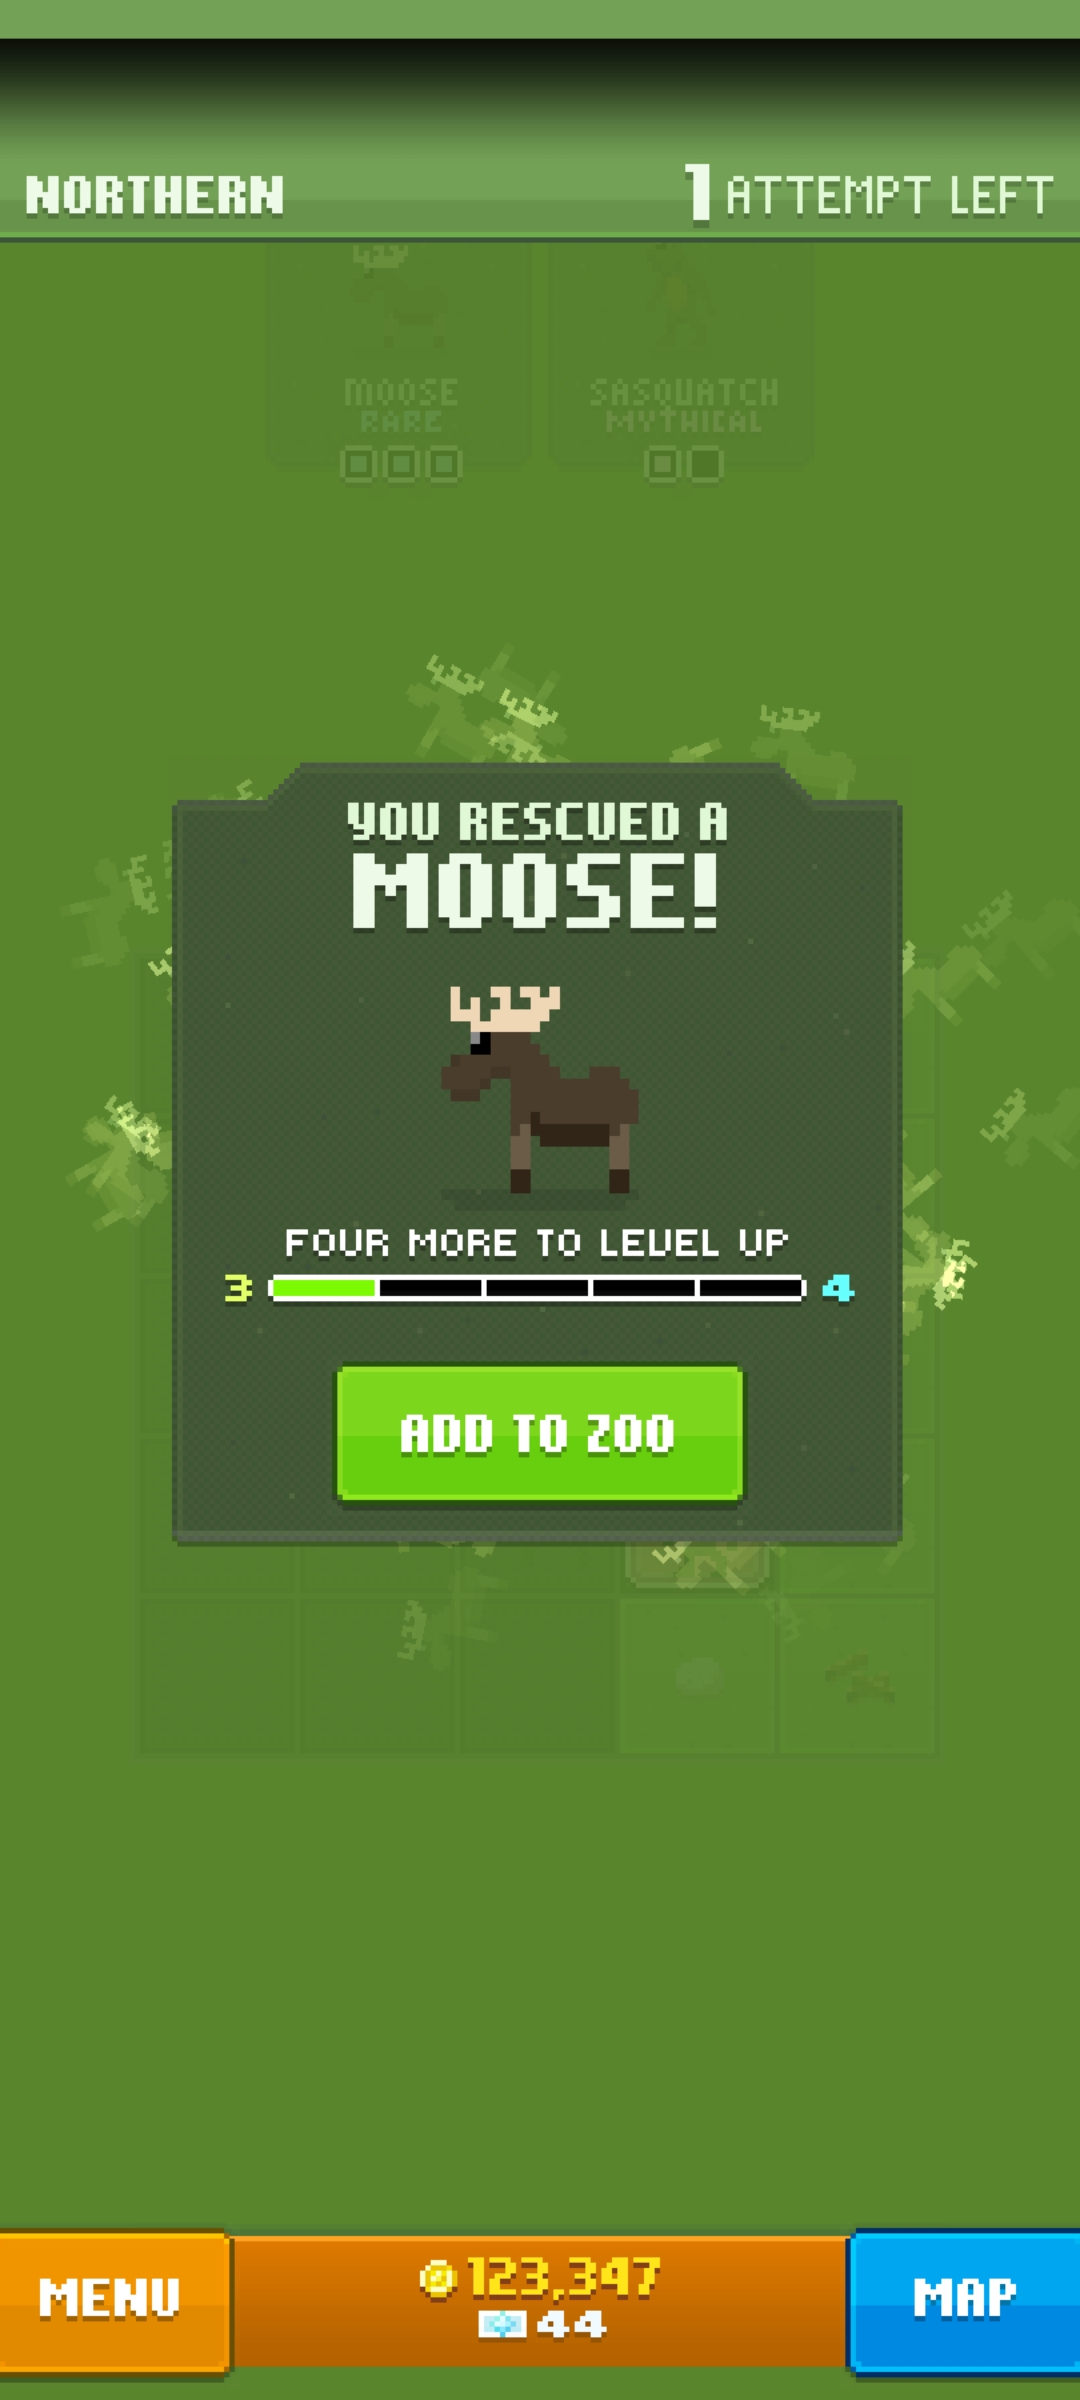 NORTHERN
1 ATTEMPT LEFT
MOOSE
RARE
SASQUATCH
MYTHICAL
YOU RESCUED A
MOOSE!
FOUR MORE TO LEVEL UP
3 4
ADD TO ZOO
MENU
123,347
44
MAP